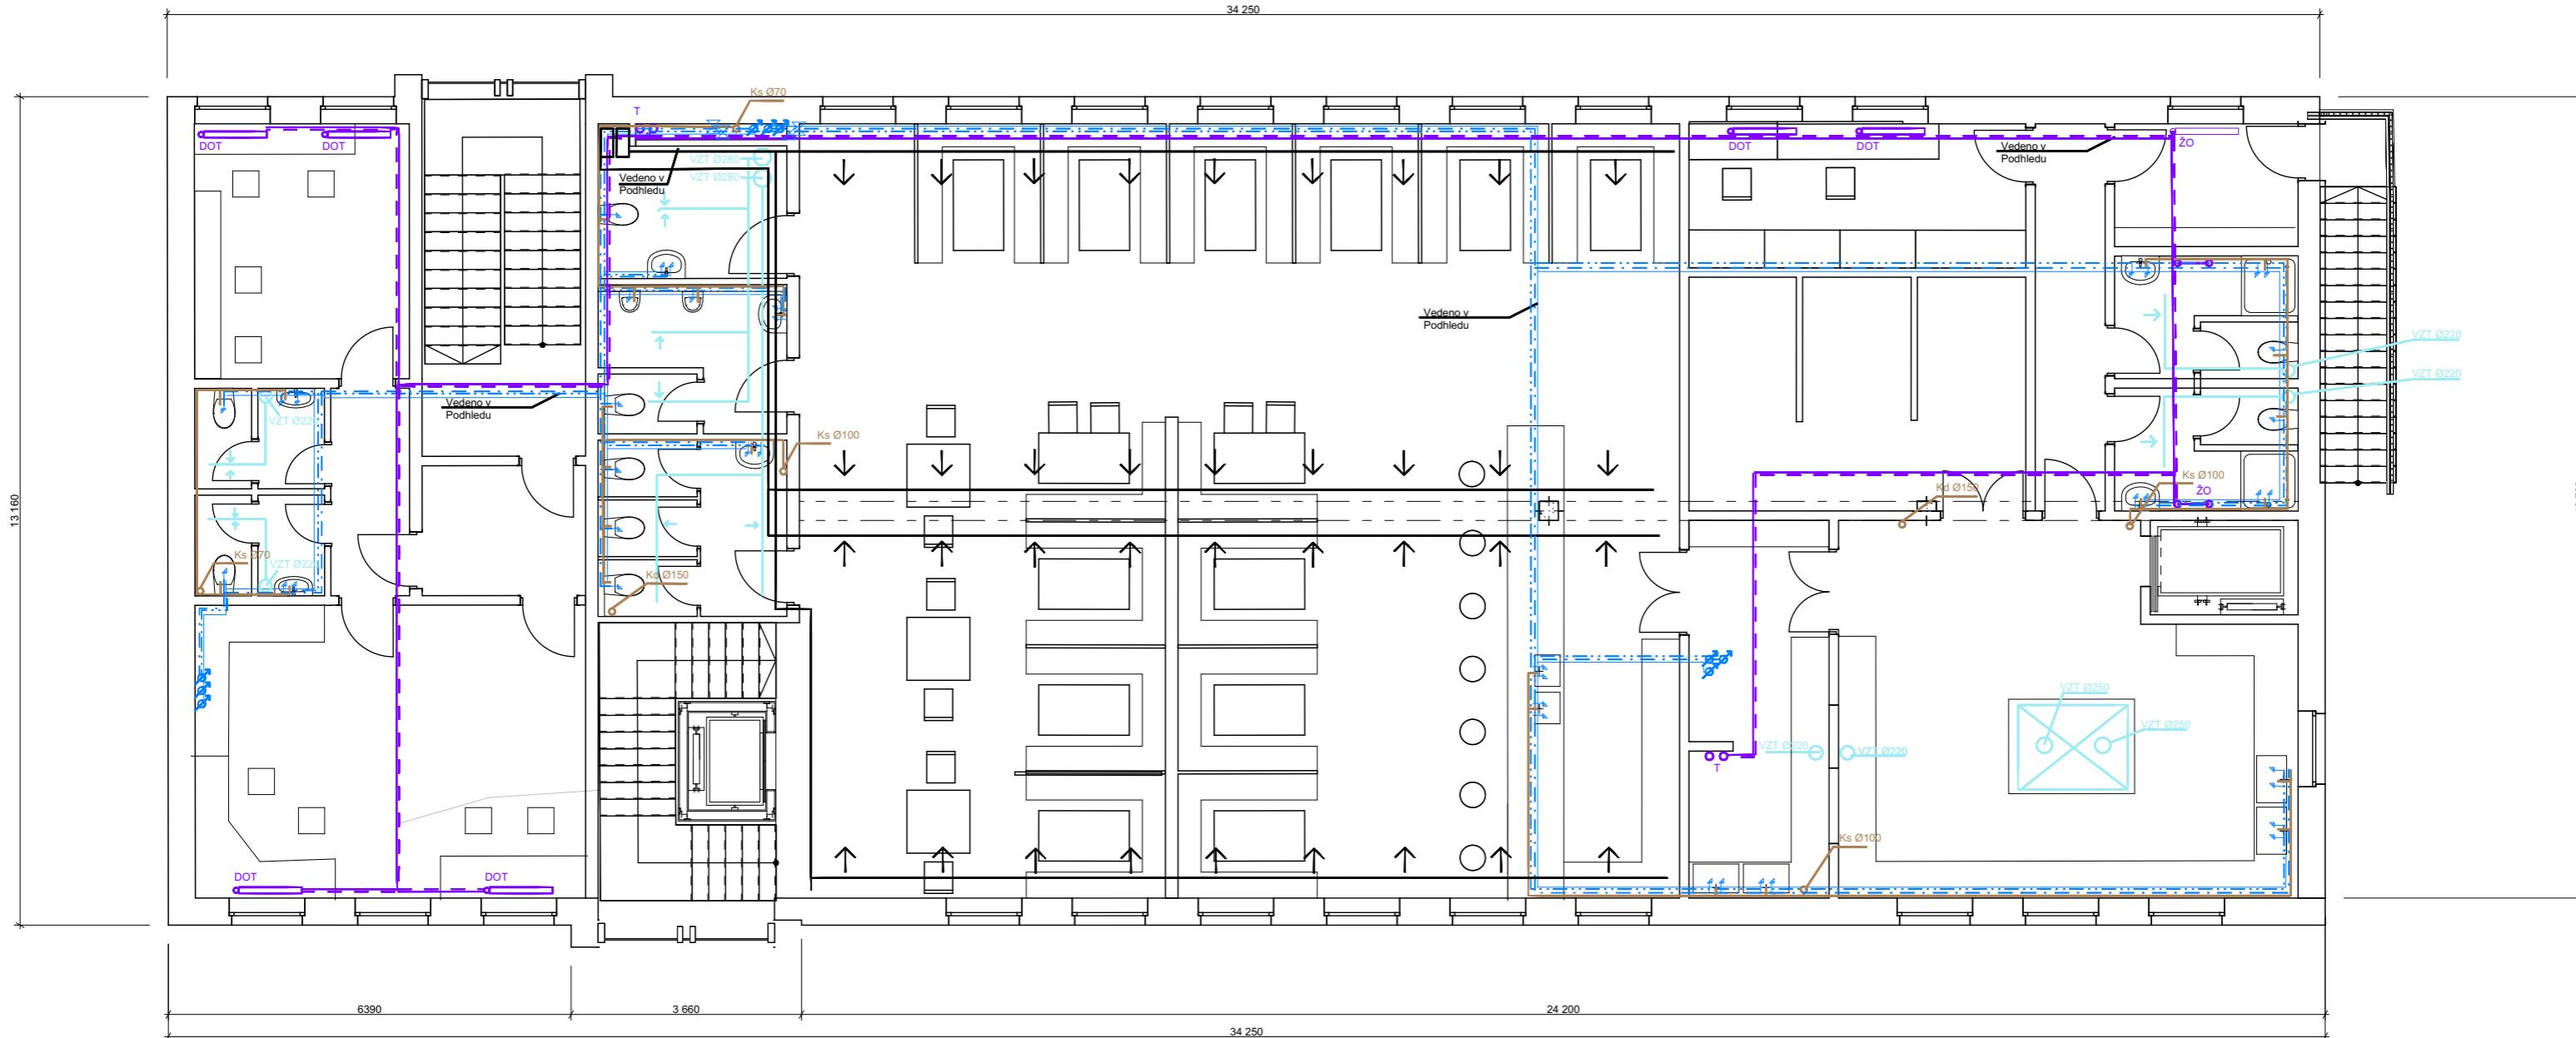 34 250
Ks Ø70
T
DOT
DOT
VZT Ø280
VZT Ø280
Vedeno v
Podhledu
DOT
DOT
Vedeno v
Podhledu
ŽO
Vedeno v
Podhledu
VZT Ø220
VZT Ø220
Vedeno v
Podhledu
Ks Ø100
Ks Ø100
Kd Ø150
ŽO
13 160
Ks Ø70
Kd Ø150
VZT Ø250
VZT Ø250
VZT Ø220
VZT Ø220
T
Ks Ø100
DOT
DOT
6390
3 660
24 200
34 250